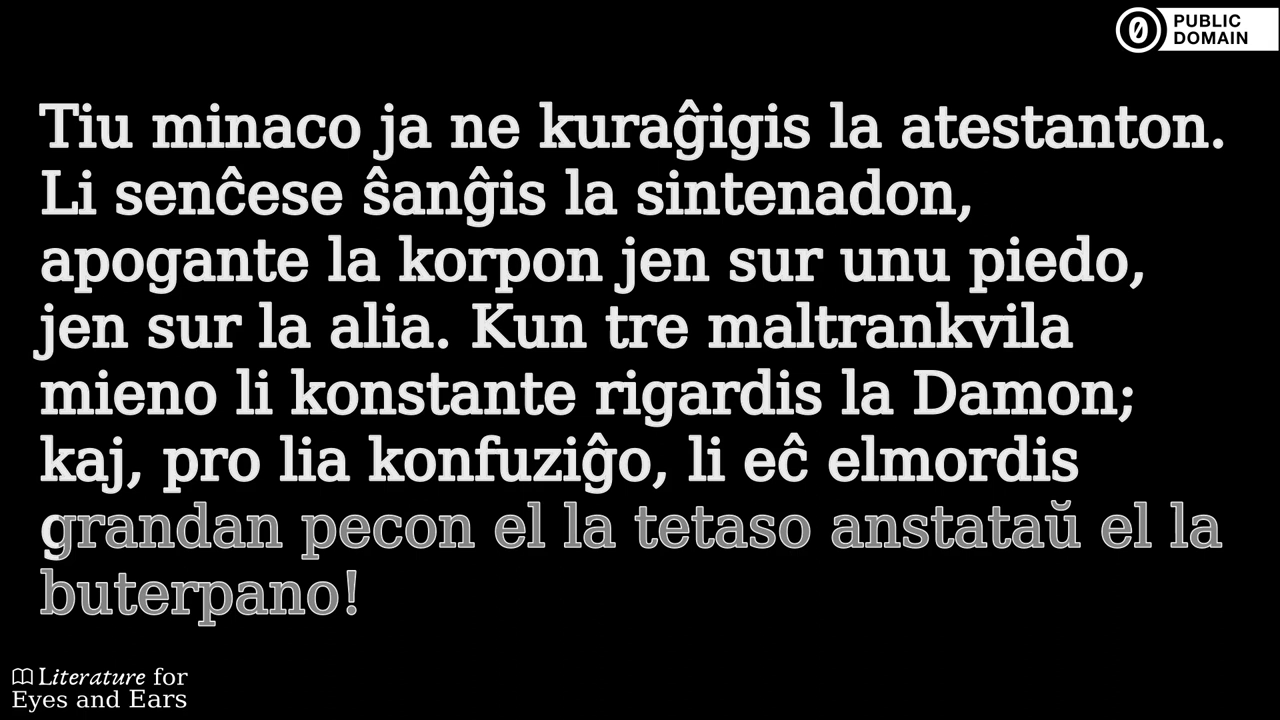 PUBLIC
DOMAIN
Tiu minaco ja ne kuraĝigis la atestanton.
Li senĉese ŝanĝis la sintenadon,
apogante la korpon jen sur unu piedo,
jen sur la alia. Kun tre maltrankvila
mieno li konstante rigardis la Damon;
kaj, pro lia konfuziĝo, li eĉ elmordis
grandan pecon el la tetaso anstataŭ el la
buterpano!
Literature for
Eyes and Ears